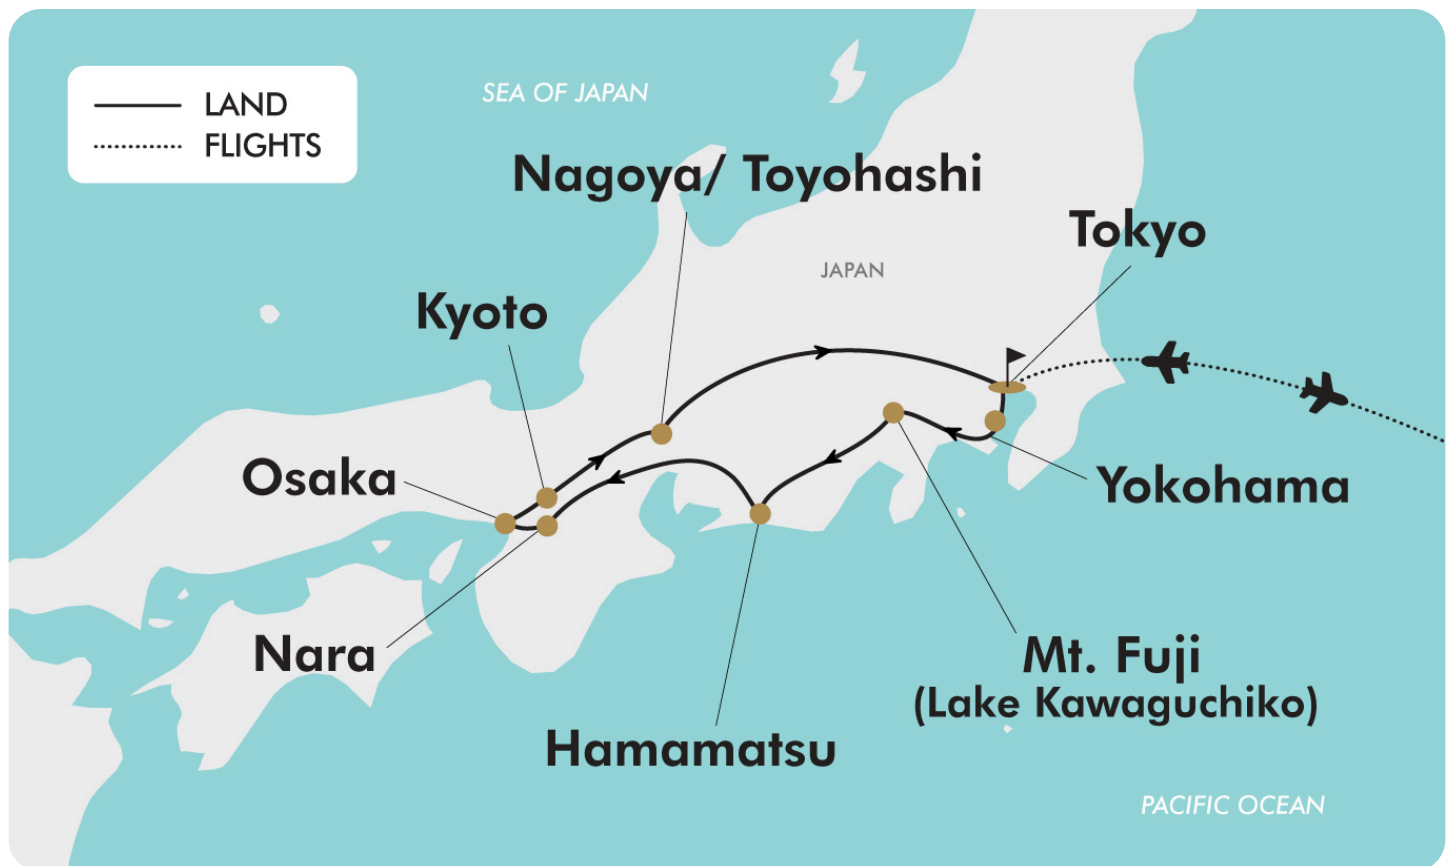 LAND
FLIGHTS
SEA OF JAPAN
Nagoya/ Toyohashi
Tokyo
JAPAN
Kyoto
Osaka
Yokohama
Nara
Mt. Fuji
(Lake Kawaguchiko)
Hamamatsu
PACIFIC OCEAN